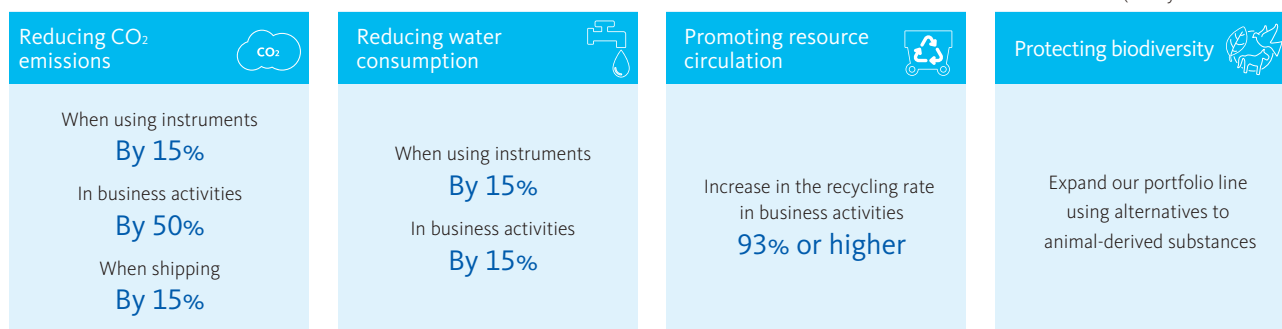 Reducing CO₂
emissions
CO₂
When using instruments
By 15%
In business activities
By 50%
When shipping
By 15%
Reducing water
consumption
When using instruments
By 15%
In business activities
By 15%
Promoting resource
circulation
Increase in the recycling rate
in business activities
93% or higher
Protecting biodiversity
Expand our portfolio line
using alternatives to
animal-derived substances